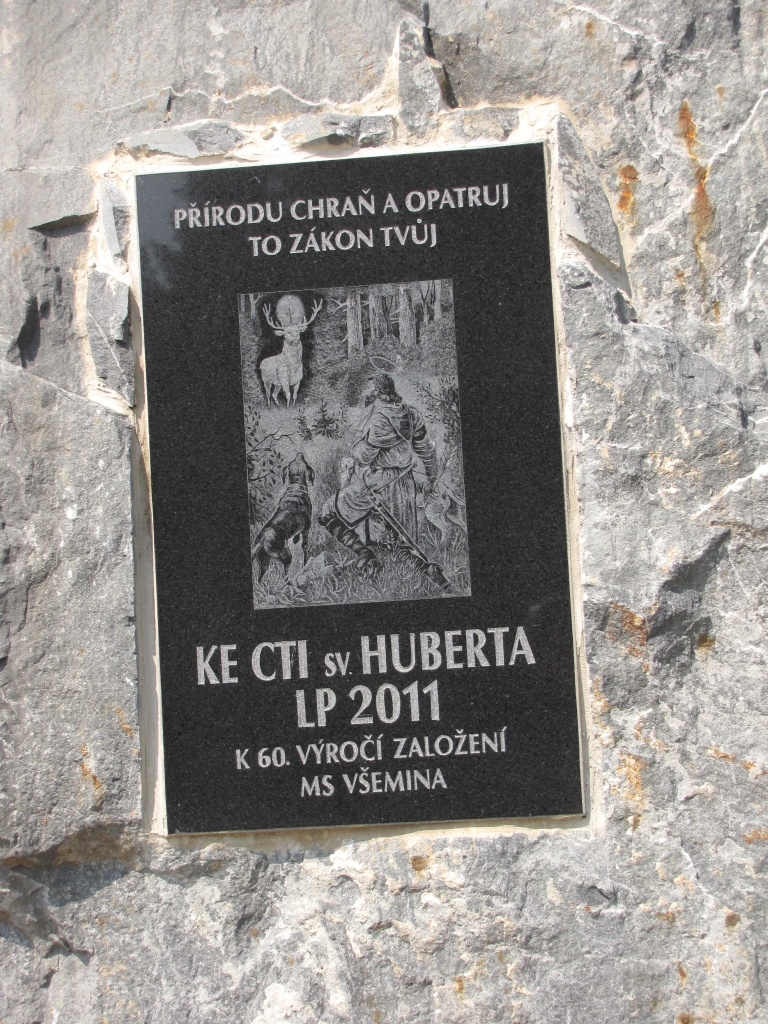 PŘÍRODU CHRAŇ A OPATRUJ
TO ZÁKON TVŮJ
KE CTI SV. HUBERTA
LP 2011
K 60. VÝROČÍ ZALOŽENÍ
MS VŠEMINA